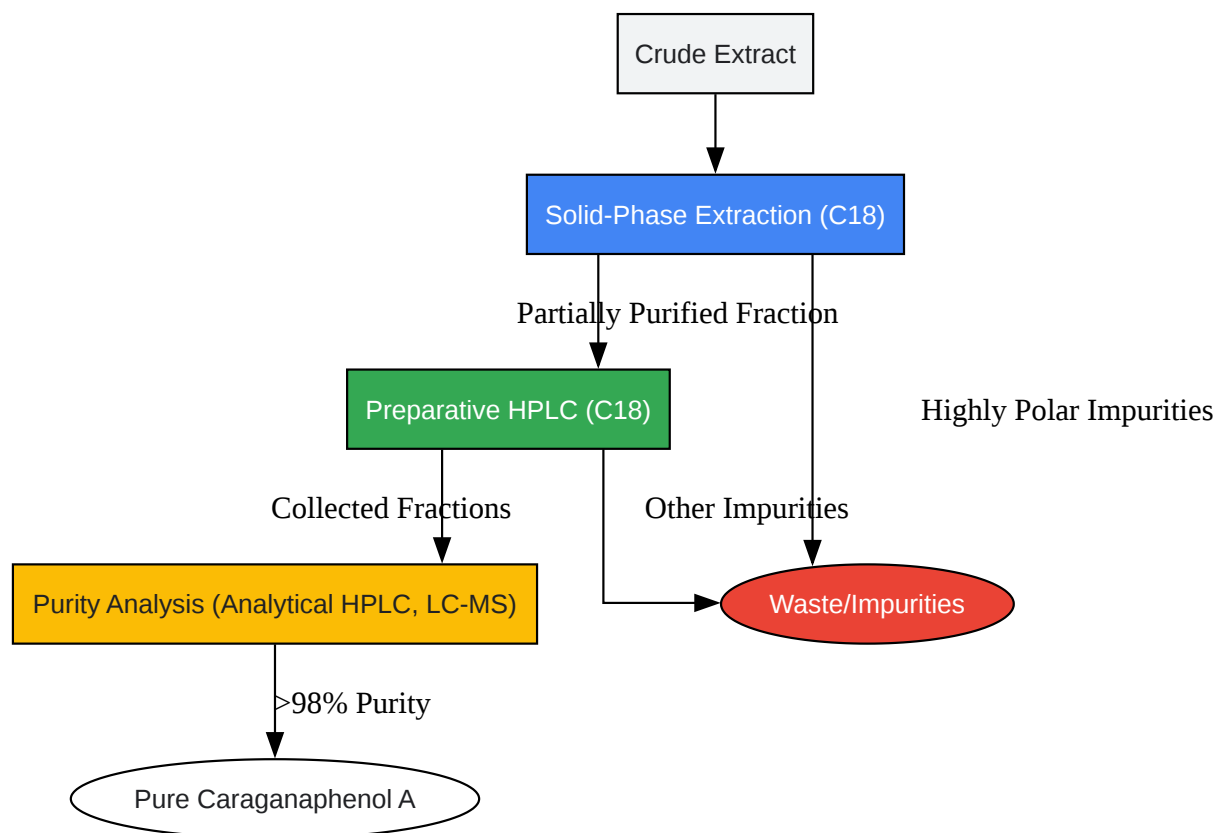 Crude Extract
Solid-Phase Extraction (C18)
Partially Purified Fraction
Preparative HPLC (C18)
Highly Polar Impurities
Collected Fractions
Other Impurities
Purity Analysis (Analytical HPLC, LC-MS)
Waste/Impurities
>98% Purity
Pure Caraganaphenol A